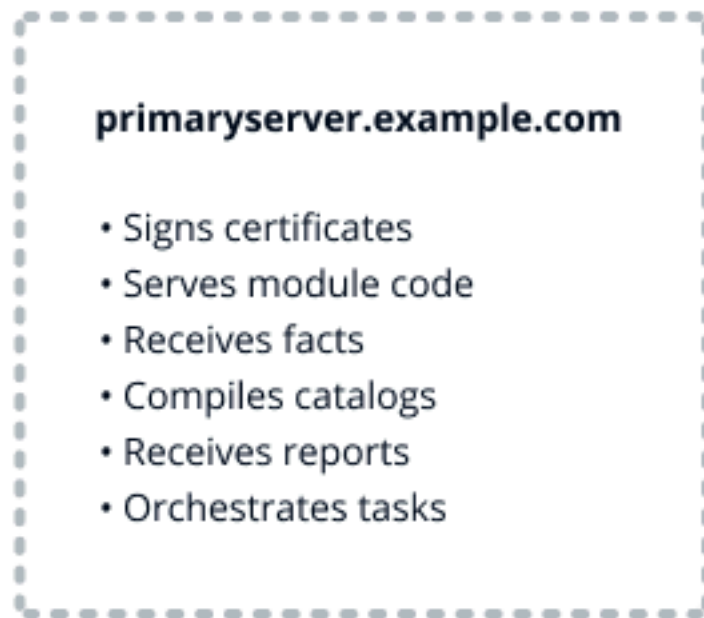 primaryserver.example.com
• Signs certificates
• Serves module code
• Receives facts
• Compiles catalogs
• Receives reports
• Orchestrates tasks